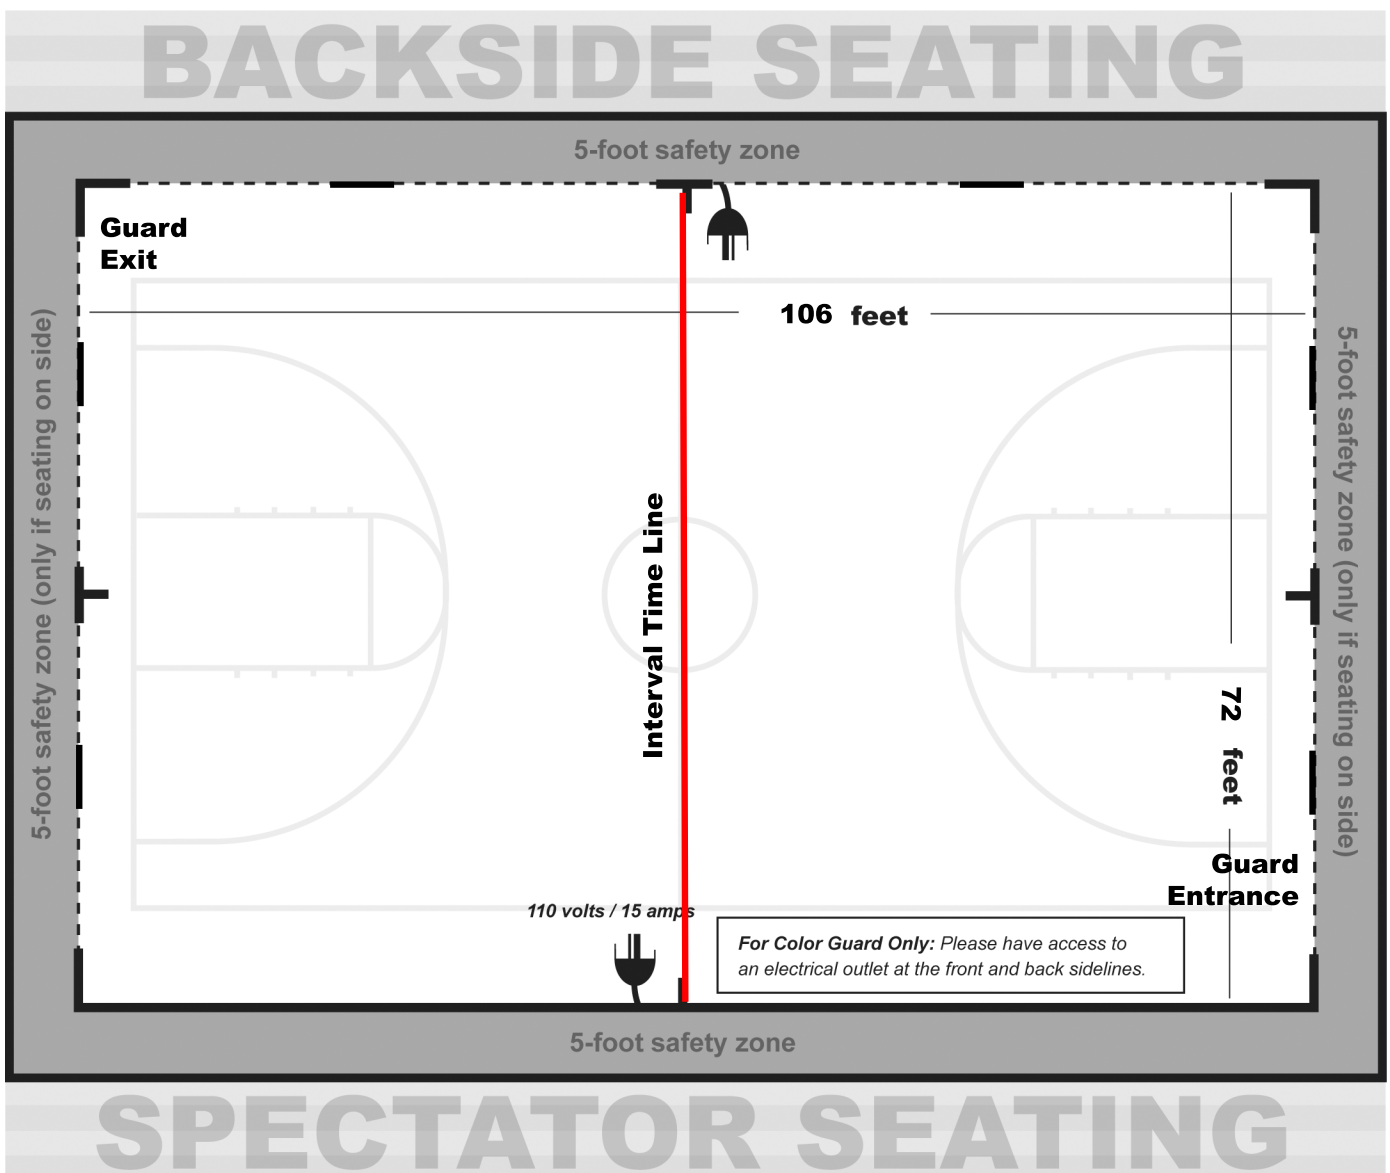 BACKSIDE SEATING
5-foot safety zone
Guard
Exit
106 feet
5-foot safety zone (only if seating on side)
5-foot safety zone (only if seating on side)
Interval Time Line
72 feet
Guard
Entrance
110 volts / 15 amps
For Color Guard Only: Please have access to
an electrical outlet at the front and back sidelines.
5-foot safety zone
SPECTATOR SEATING